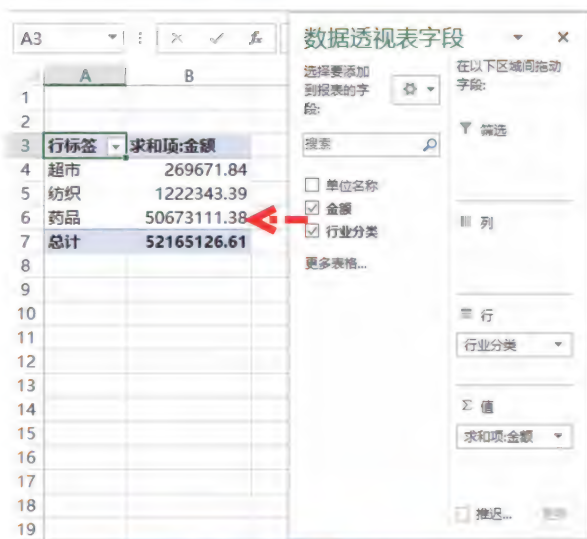 A3
fx
数据透视表字段
选择要添加
到报表的字
段:
在以下区域间拖动
字段:
搜索
单位名称
金额
行业分类
更多表格...
筛选
列
行
行业分类
Σ 值
求和项:金额
推迟...
A B
1
2
3 行标签 求和项:金额
4 超市 269671.84
5 纺织 1222343.39
6 药品 50673111.38
7 总计 52165126.61
8
9
10
11
12
13
14
15
16
17
18
19